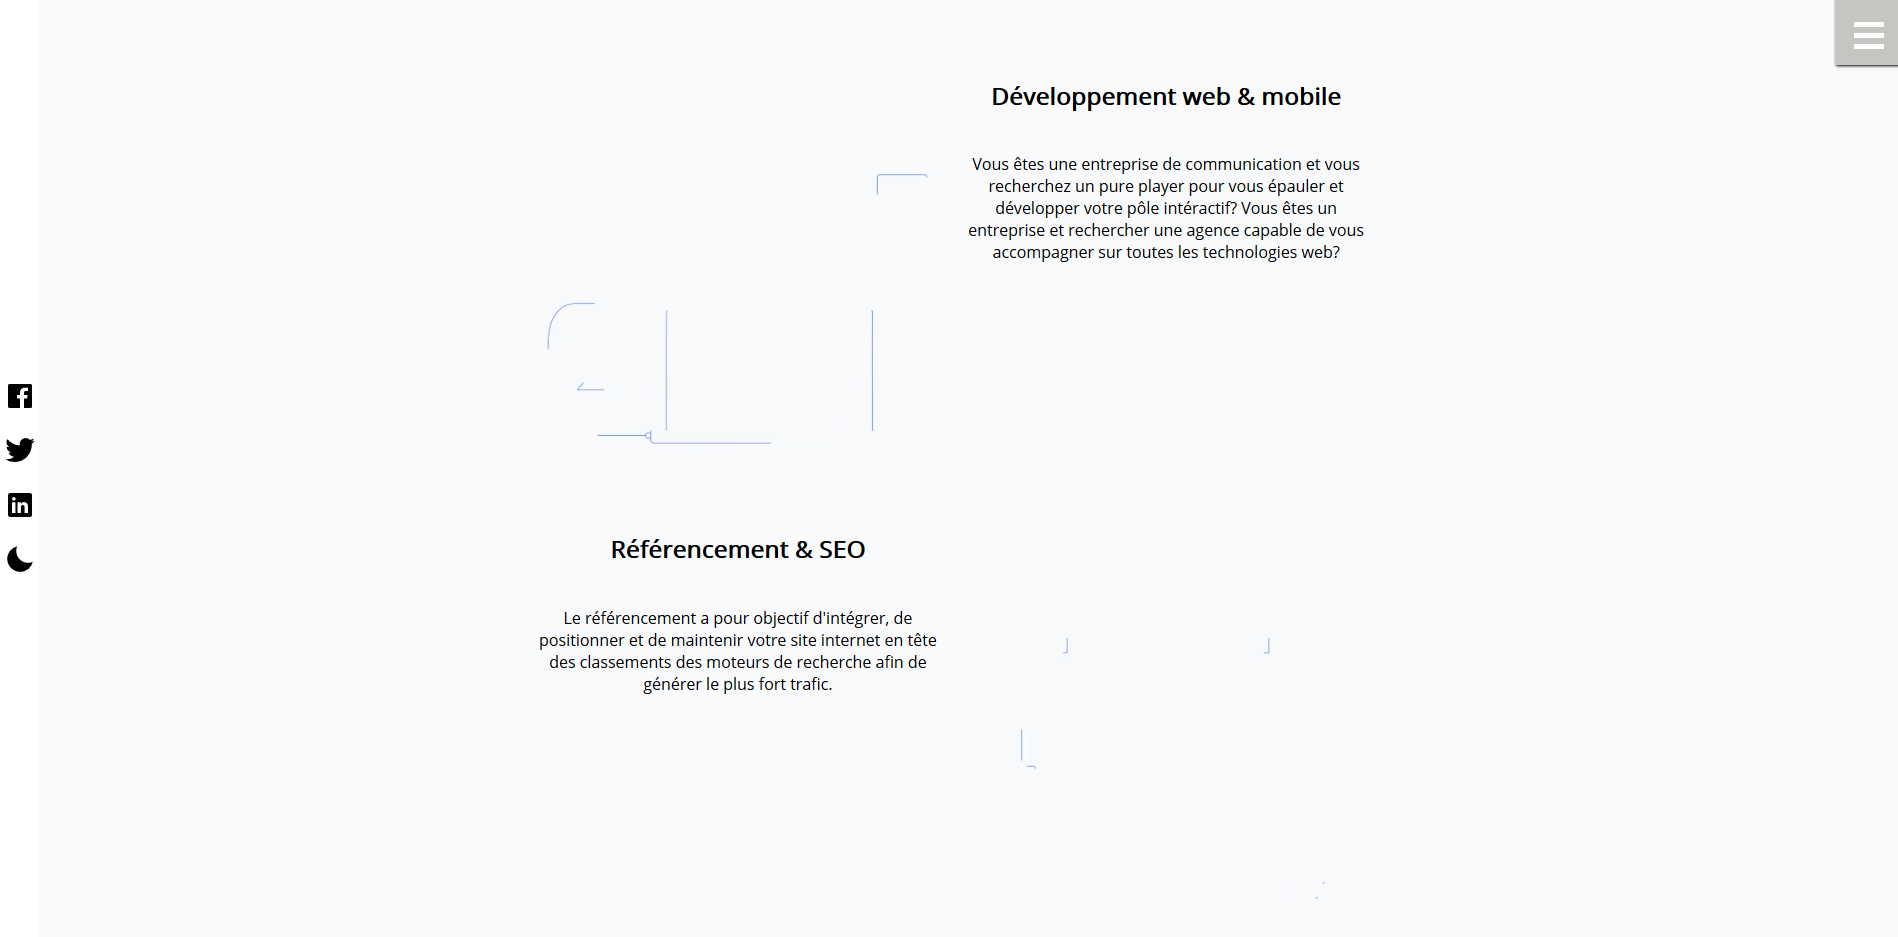 Développement web & mobile
Vous êtes une entreprise de communication et vous
recherchez un pure player pour vous épauler et
développer votre pôle intéractif? Vous êtes un
entreprise et rechercher une agence capable de vous
accompagner sur toutes les technologies web?
Référencement & SEO
Le référencement a pour objectif d'intégrer, de
positionner et de maintenir votre site internet en tête
des classements des moteurs de recherche afin de
générer le plus fort trafic.